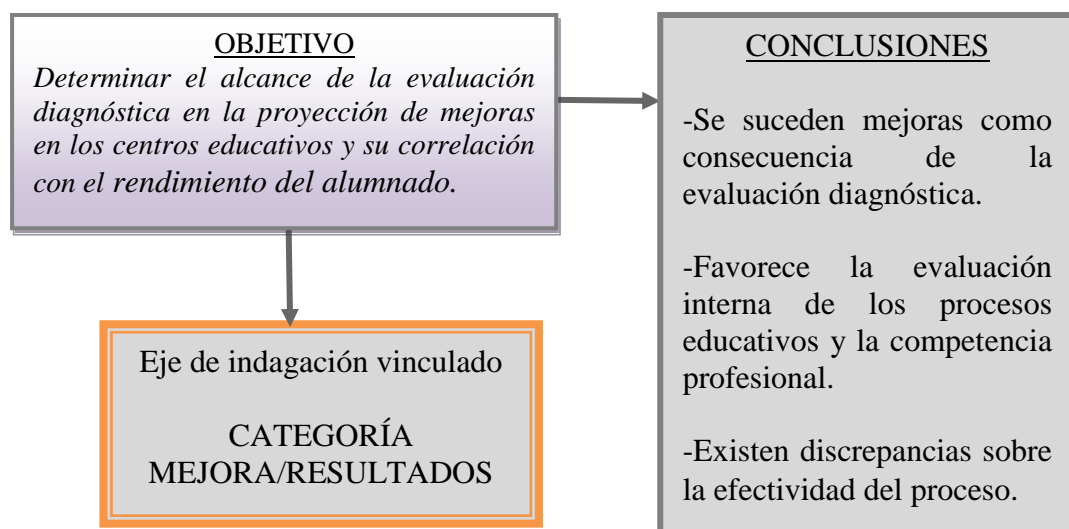 OBJETIVO
Determinar el alcance de la evaluación
diagnóstica en la proyección de mejoras
en los centros educativos y su correlación
con el rendimiento del alumnado.
Eje de indagación vinculado
CATEGORÍA
MEJORA/RESULTADOS
CONCLUSIONES
-Se suceden mejoras como
consecuencia de la
evaluación diagnóstica.
-Favorece la evaluación
interna de los procesos
educativos y la competencia
profesional.
-Existen discrepancias sobre
la efectividad del proceso.